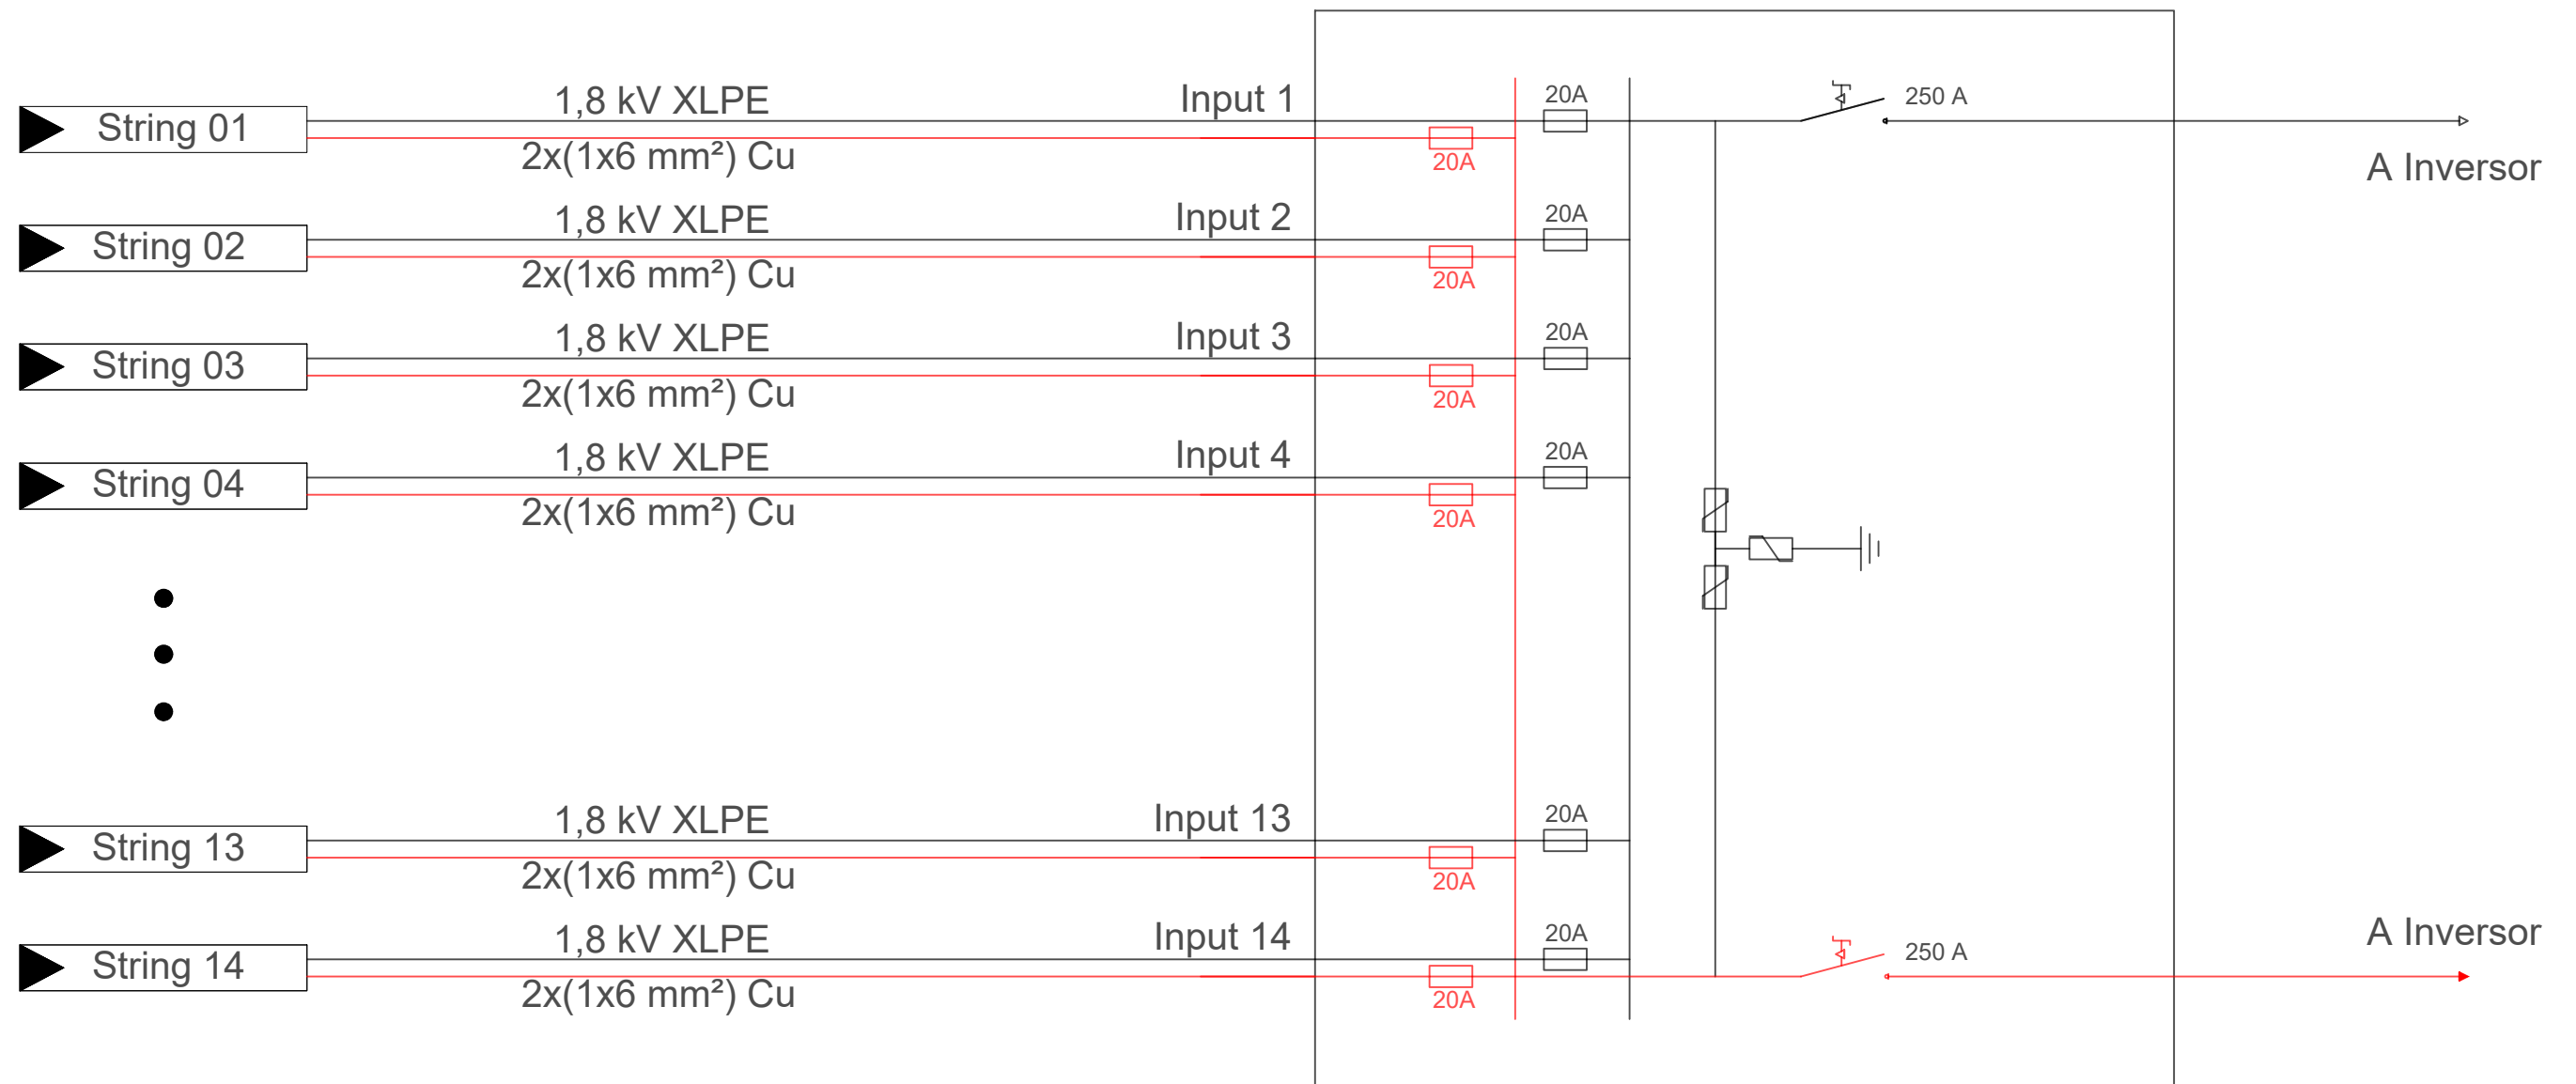 1,8 kV XLPE
Input 1
20A
250 A
String 01
2x(1x6 mm²) Cu
20A
A Inversor
1,8 kV XLPE
Input 2
20A
String 02
2x(1x6 mm²) Cu
20A
1,8 kV XLPE
Input 3
20A
String 03
2x(1x6 mm²) Cu
20A
1,8 kV XLPE
Input 4
20A
String 04
2x(1x6 mm²) Cu
20A
1,8 kV XLPE
Input 13
20A
String 13
2x(1x6 mm²) Cu
20A
1,8 kV XLPE
Input 14
20A
250 A
A Inversor
String 14
2x(1x6 mm²) Cu
20A